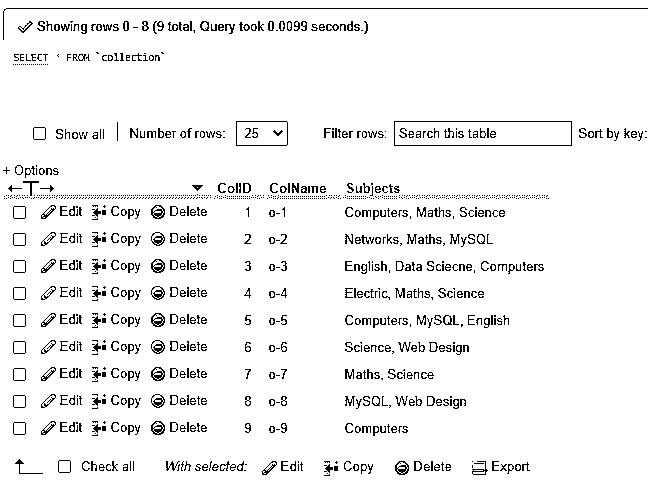 Showing rows 0 - 8 (9 total, Query took 0.0099 seconds.)
SELECT * FROM `collection`
Show all Number of rows: 25 Filter rows: Search this table Sort by key:
+ Options
ColID ColName Subjects
Edit Copy Delete 1 o-1 Computers, Maths, Science
Edit Copy Delete 2 o-2 Networks, Maths, MySQL
Edit Copy Delete 3 o-3 English, Data Sciecne, Computers
Edit Copy Delete 4 o-4 Electric, Maths, Science
Edit Copy Delete 5 o-5 Computers, MySQL, English
Edit Copy Delete 6 o-6 Science, Web Design
Edit Copy Delete 7 o-7 Maths, Science
Edit Copy Delete 8 o-8 MySQL, Web Design
Edit Copy Delete 9 o-9 Computers
Check all With selected: Edit Copy Delete Export